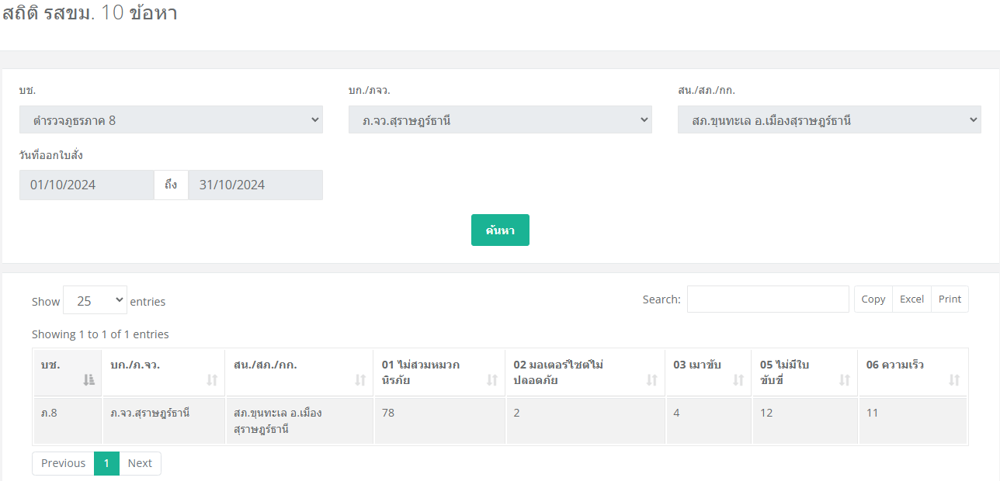 สถิติ รสขม. 10 ข้อหา
บช.
บก./ภจว.
สน./สภ./กก.
ตำรวจภูธรภาค 8
ภ.จว.สุราษฎร์ธานี
สภ.ขุนทะเล อ.เมืองสุราษฎร์ธานี
วันที่ออกใบสั่ง
01/10/2024 ถึง 31/10/2024
ค้นหา
Show 25 entries
Search:
Copy Excel Print
Showing 1 to 1 of 1 entries
บช.
บก./ภ.จว.
สน./สภ./กก.
01 ไม่สวมหมวก
นิรภัย
02 มอเตอร์ไซต์ไม่
ปลอดภัย
03 เมาขับ
05 ไม่มีใบ
ขับขี่
06 ความเร็ว
ภ.8
ภ.จว.สุราษฎร์ธานี
สภ.ขุนทะเล อ.เมือง
สุราษฎร์ธานี
78
2
4
12
11
Previous 1 Next